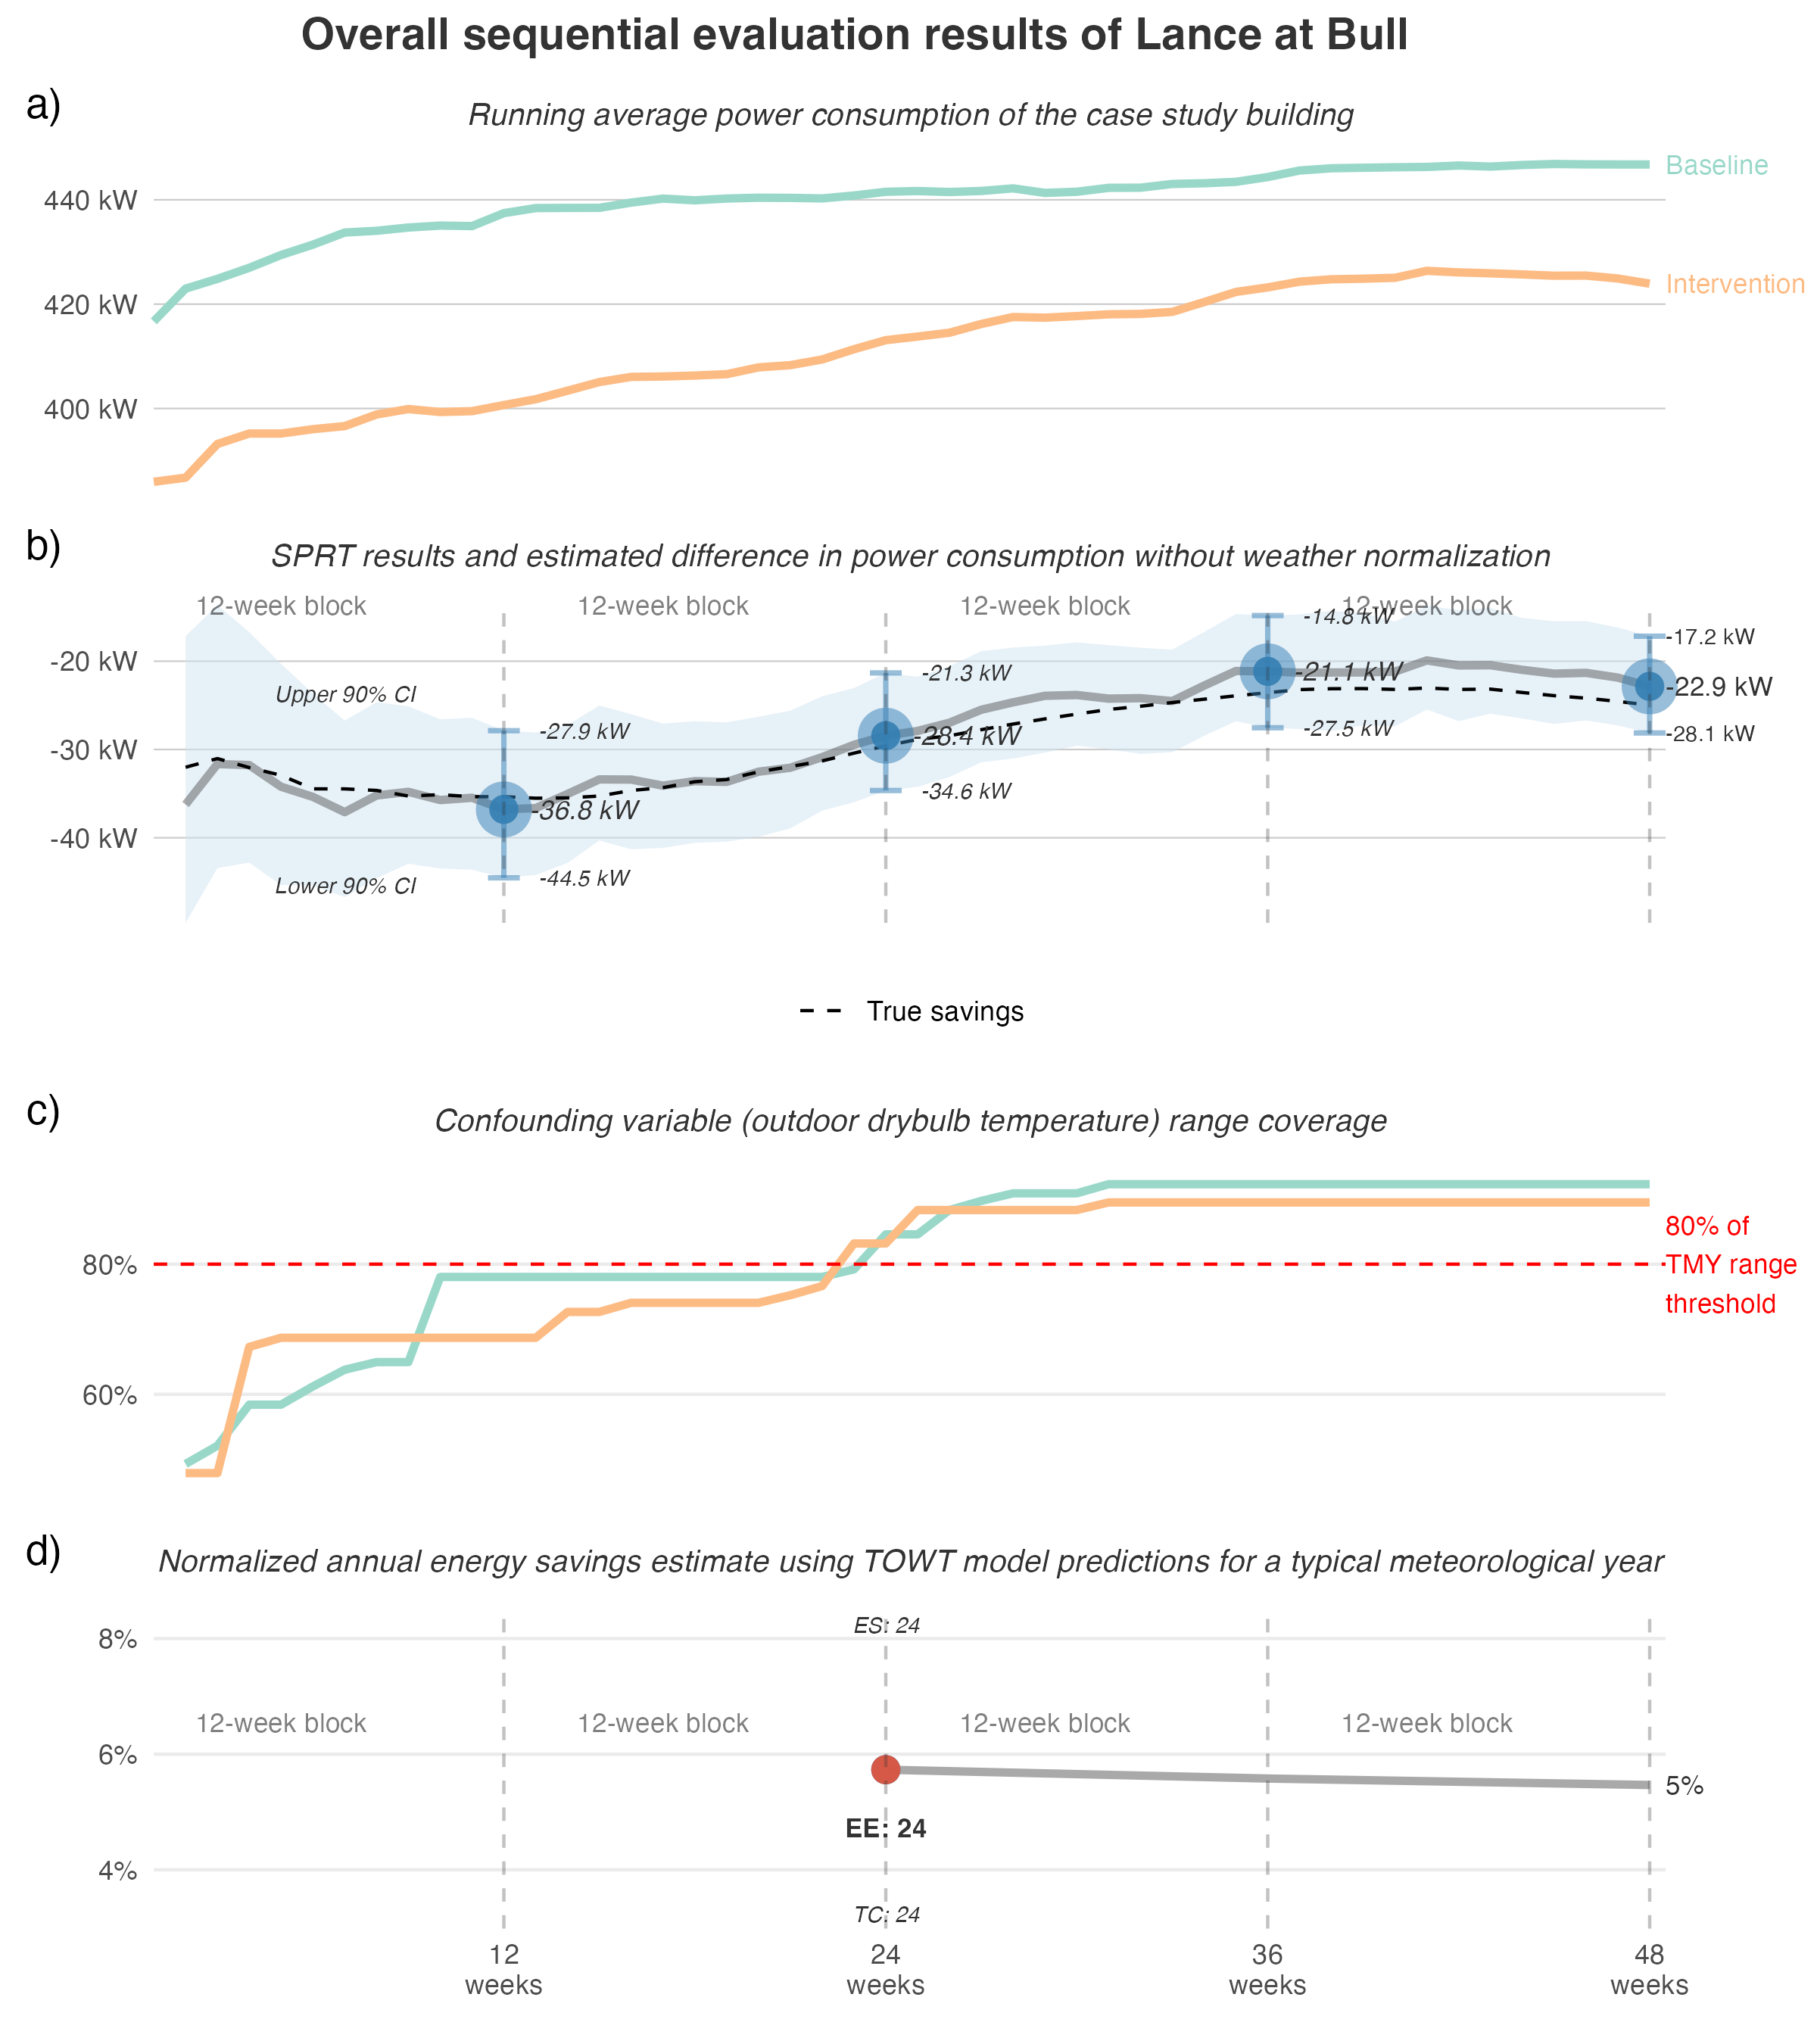 Overall sequential evaluation results of Lance at Bull
a)
Running average power consumption of the case study building
440 kW
420 kW
400 kW
Baseline
Intervention
b)
SPRT results and estimated difference in power consumption without weather normalization
12-week block
12-week block
12-week block
12-week block
-20 kW
-30 kW
-40 kW
Upper 90% CI
Lower 90% CI
-27.9 kW
-36.8 kW
-44.5 kW
-21.3 kW
-28.4 kW
-34.6 kW
-14.8 kW
-21.1 kW
-27.5 kW
-17.2 kW
-22.9 kW
-28.1 kW
True savings
c)
Confounding variable (outdoor drybulb temperature) range coverage
80%
60%
80% of
TMY range
threshold
d)
Normalized annual energy savings estimate using TOWT model predictions for a typical meteorological year
8%
6%
4%
ES: 24
12-week block
12-week block
12-week block
12-week block
5%
EE: 24
TC: 24
12
weeks
24
weeks
36
weeks
48
weeks